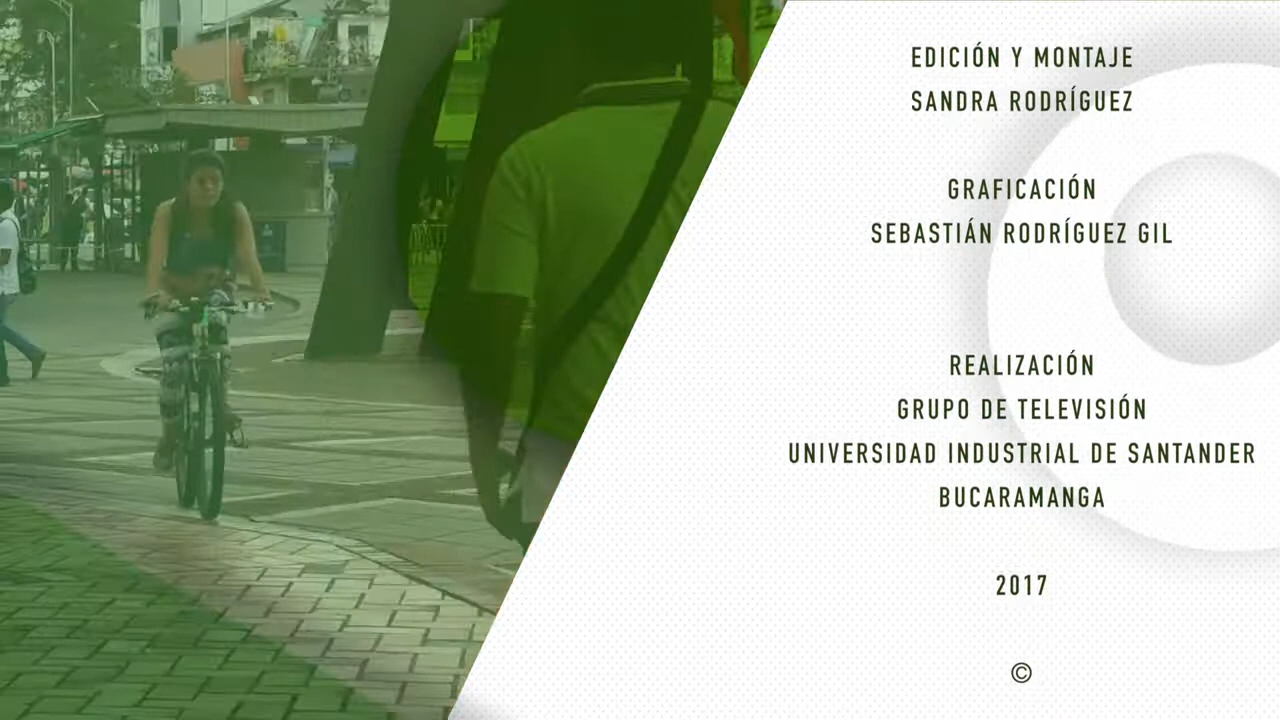 EDICIÓN Y MONTAJE
SANDRA RODRÍGUEZ
GRAFICACIÓN
SEBASTIÁN RODRÍGUEZ GIL
REALIZACIÓN
GRUPO DE TELEVISIÓN
UNIVERSIDAD INDUSTRIAL DE SANTANDER
BUCARAMANGA
2017
©